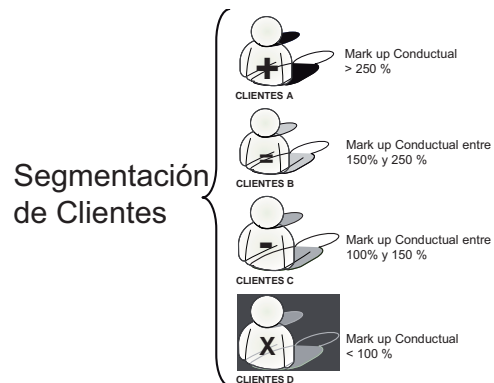 Segmentación
de Clientes
+
CLIENTES A
Mark up Conductual
> 250 %
=
CLIENTES B
Mark up Conductual entre
150% y 250 %
-
CLIENTES C
Mark up Conductual entre
100% y 150 %
X
CLIENTES D
Mark up Conductual
< 100 %